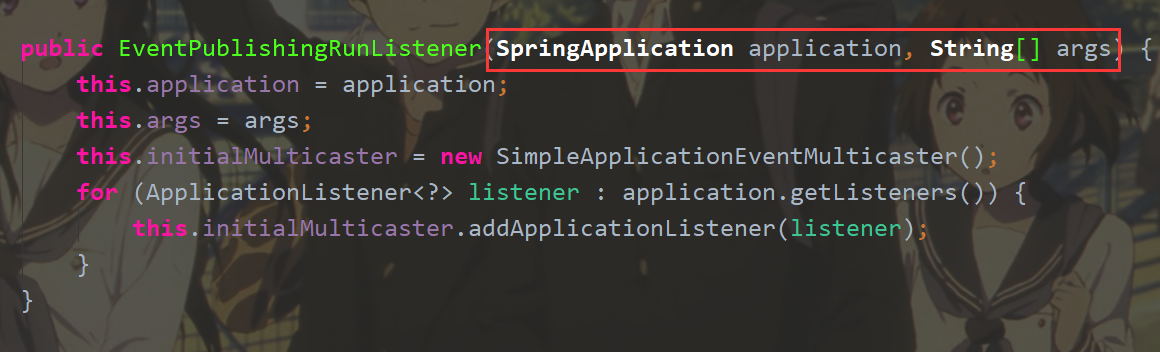 public EventPublishingRunListener(SpringApplication application, String[] args) {
this.application = application;
this.args = args;
this.initialMulticaster = new SimpleApplicationEventMulticaster();
for (ApplicationListener<?> listener : application.getListeners()) {
this.initialMulticaster.addApplicationListener(listener);
}
}